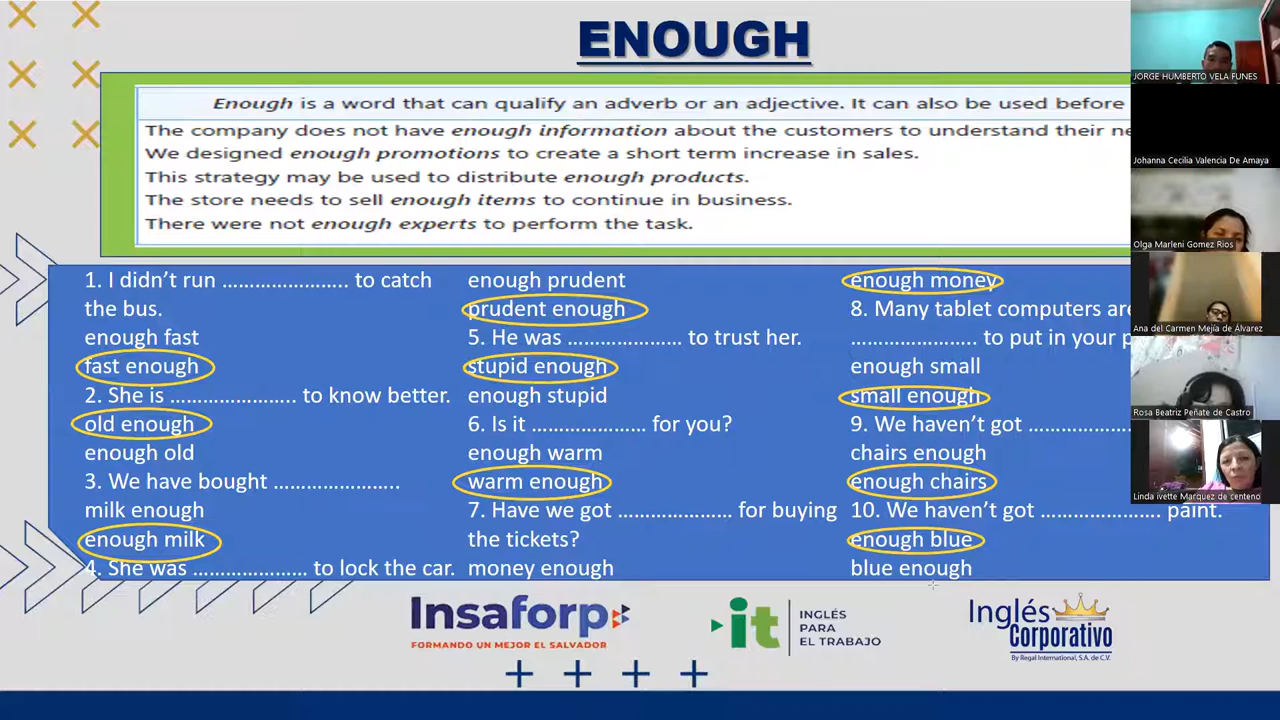 ENOUGH
Enough is a word that can qualify an adverb or an adjective. It can also be used before
The company does not have enough information about the customers to understand their
We designed enough promotions to create a short term increase in sales.
This strategy may be used to distribute enough products.
The store needs to sell enough items to continue in business.
There were not enough experts to perform the task.
1. I didn't run ………………….. to catch
the bus.
enough fast
fast enough
2. She is ………………….. to know better.
old enough
enough old
3. We have bought …………………..
milk enough
enough milk
4. She was …………………. to lock the car.
enough prudent
prudent enough
5. He was …………………. to trust her.
stupid enough
enough stupid
6. Is it …………………. for you?
enough warm
warm enough
7. Have we got …………………. for buying
the tickets?
money enough
enough money
8. Many tablet computers are
………………….. to put in your
enough small
small enough
9. We haven't got …………………
chairs enough
enough chairs
10. We haven't got ………………….. paint.
enough blue
blue enough
JORGE HUMBERTO VELA FUNES
Johanna Cecilia Valencia De Amaya
Olga Marleni Gomez Rios
Ana del Carmen Mejía de Álvarez
Rosa Beatriz Peñate de Castro
Linda ivette Marquez de centeno
Insaforp
FORMANDO UN MEJOR EL SALVADOR
it
INGLÉS
PARA
EL TRABAJO
Inglés
Corporativo
By Regal International, S.A. de C.V.